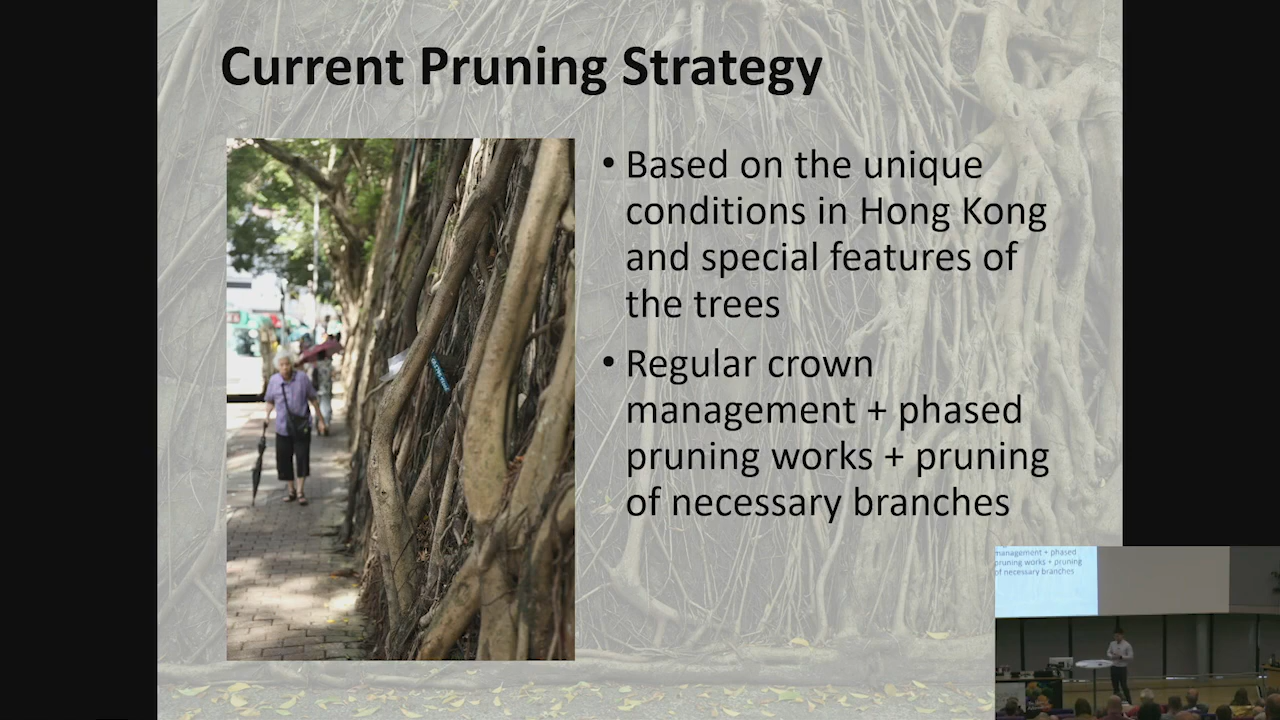 Current Pruning Strategy
• Based on the unique
conditions in Hong Kong
and special features of
the trees
• Regular crown
management + phased
pruning works + pruning
of necessary branches
management + phased
pruning works + pruning
of necessary branches